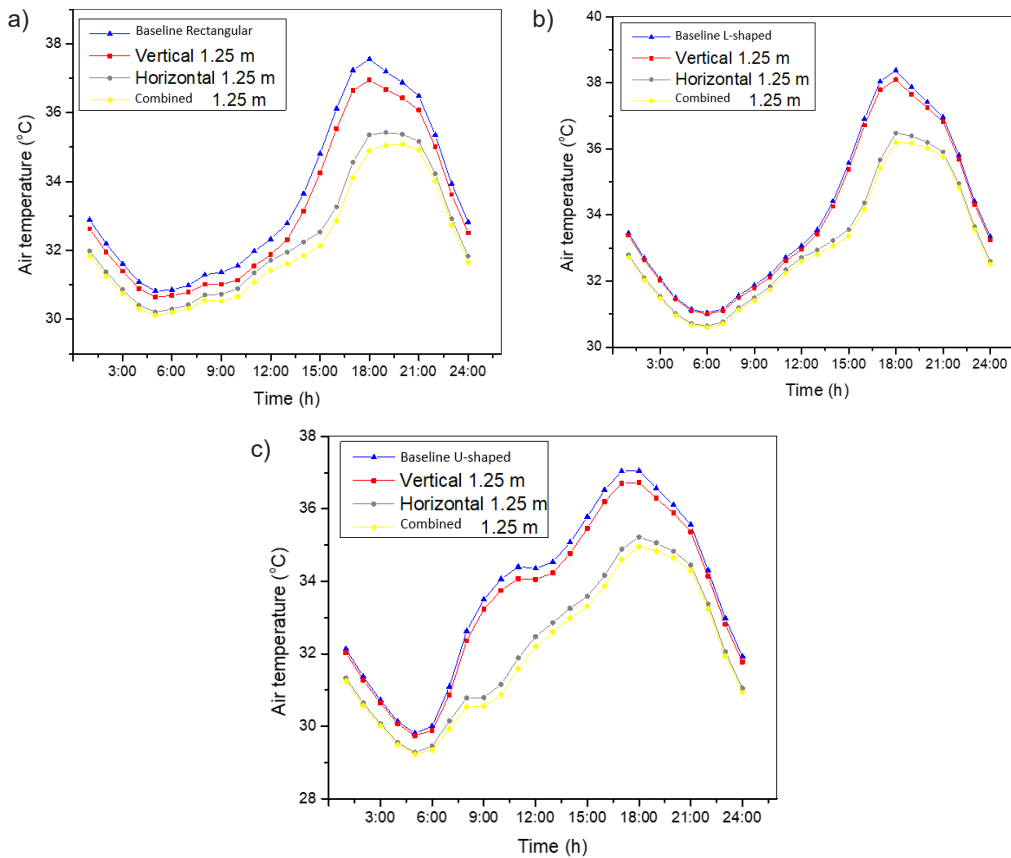 a)
Baseline Rectangular
Vertical 1.25 m
Horizontal 1.25 m
Combined 1.25 m
Air temperature (°C)
38
36
34
32
30
3:00 6:00 9:00 12:00 15:00 18:00 21:00 24:00
Time (h)
b)
Baseline L-shaped
Vertical 1.25 m
Horizontal 1.25 m
Combined 1.25 m
Air temperature (°C)
40
38
36
34
32
30
3:00 6:00 9:00 12:00 15:00 18:00 21:00 24:00
Time (h)
c)
Baseline U-shaped
Vertical 1.25 m
Horizontal 1.25 m
Combined 1.25 m
Air temperature (°C)
38
36
34
32
30
28
3:00 6:00 9:00 12:00 15:00 18:00 21:00 24:00
Time (h)